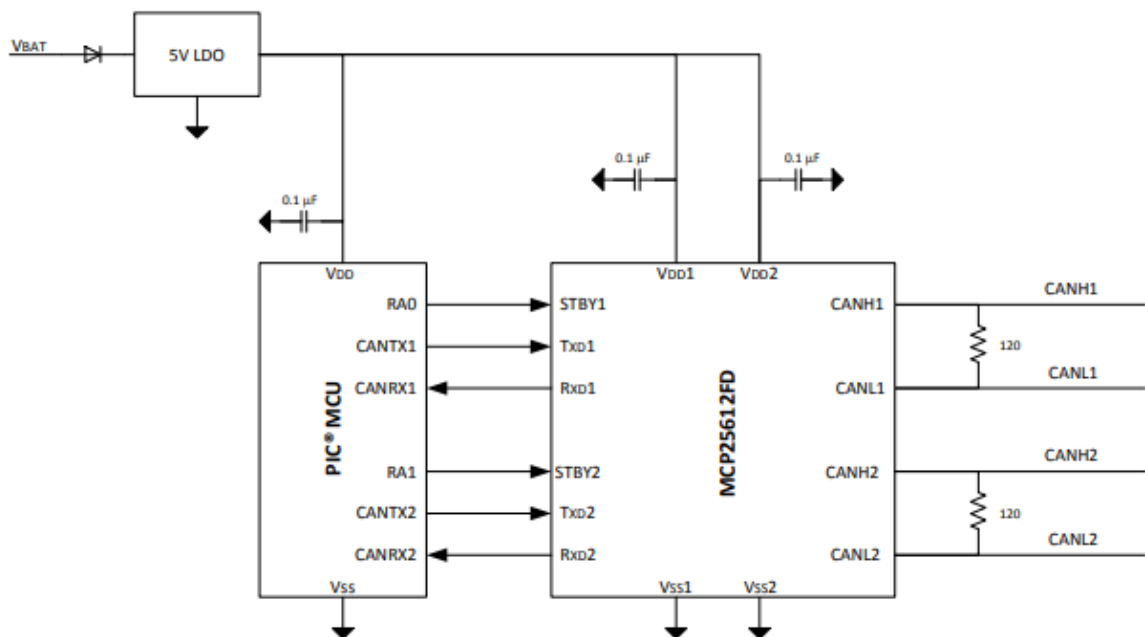 VBAT
5V LDO
0.1 µF
0.1 µF
0.1 µF
VDD
VDD1
VDD2
RA0
STBY1
CANH1
CANH1
CANTX1
TXD1
120
CANRX1
RXD1
CANL1
CANL1
PIC® MCU
MCP25612FD
RA1
STBY2
CANH2
CANH2
CANTX2
TXD2
120
CANRX2
RXD2
CANL2
CANL2
VSS
VSS1
VSS2